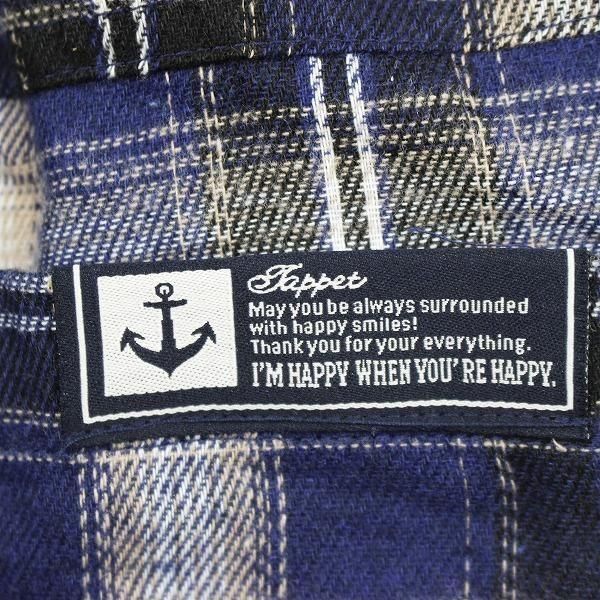 Tappet
May you be always surrounded
with happy smiles!
Thank you for your everything.
I'M HAPPY WHEN YOU'RE HAPPY.